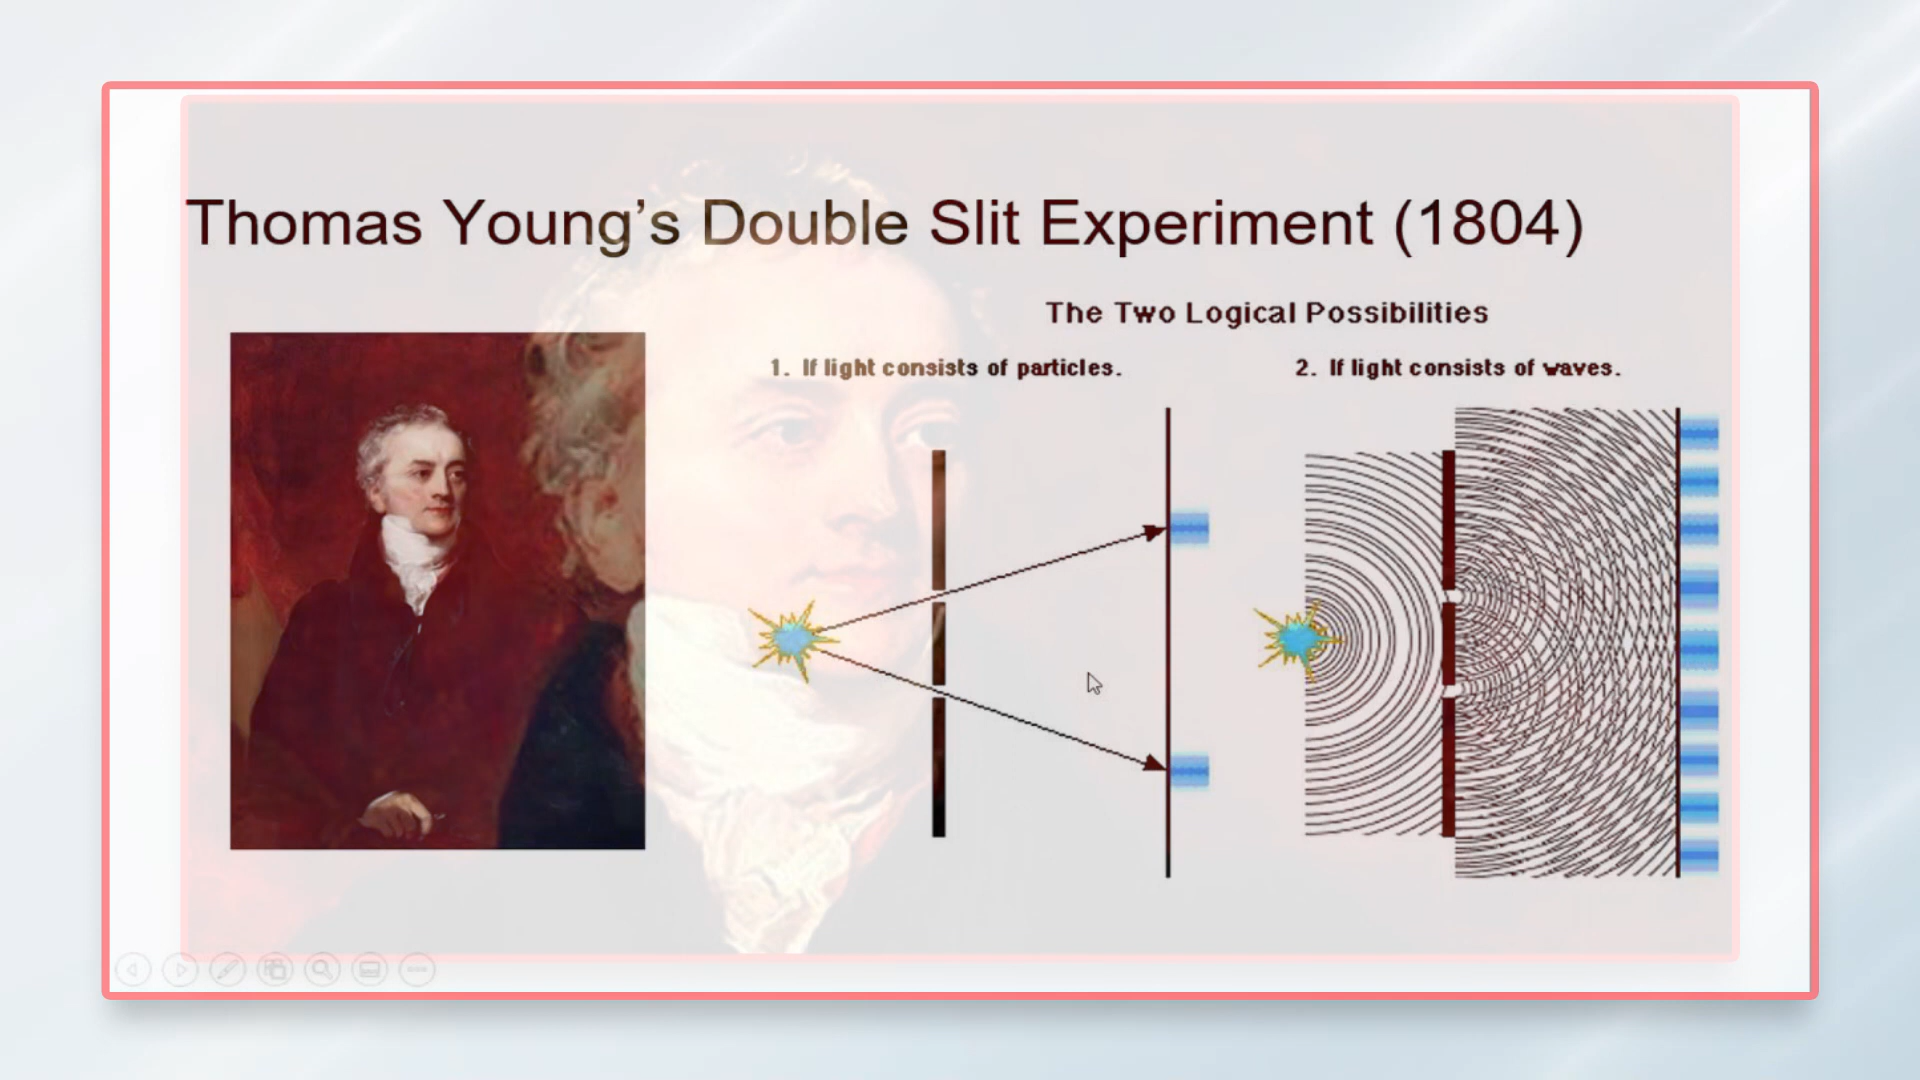 Thomas Young’s Double Slit Experiment (1804)
The Two Logical Possibilities
1. If light consists of particles.
2. If light consists of waves.